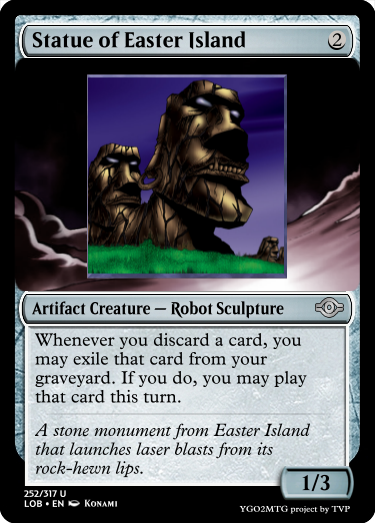 Statue of Easter Island 2
Artifact Creature — Robot Sculpture
Whenever you discard a card, you
may exile that card from your
graveyard. If you do, you may play
that card this turn.
A stone monument from Easter Island
that launches laser blasts from its
rock-hewn lips.
1/3
252/317 U
LOB • EN Konami
YGO2MTG project by TVP